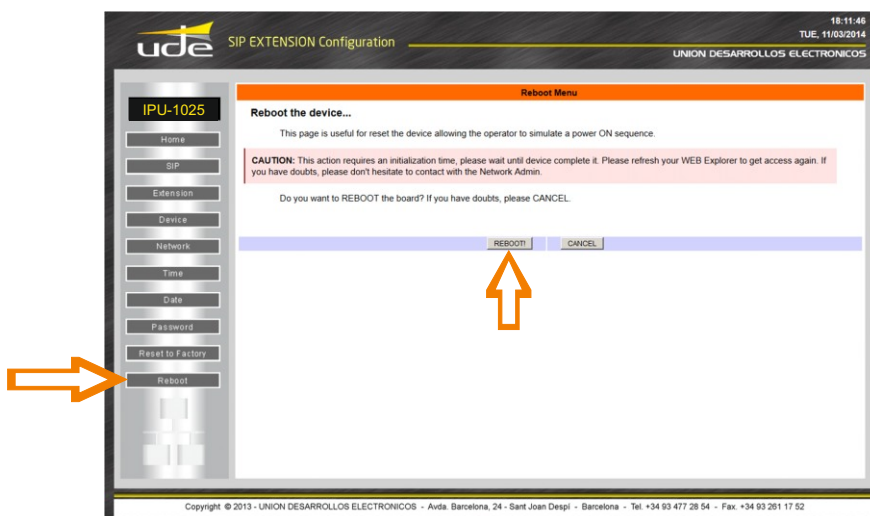 18:11:46
TUE, 11/03/2014
ude
SIP EXTENSION Configuration
UNION DESARROLLOS ELECTRONICOS
IPU-1025
Home
SIP
Extension
Device
Network
Time
Date
Password
Reset to Factory
Reboot
Reboot Menu
Reboot the device...
This page is useful for reset the device allowing the operator to simulate a power ON sequence.
CAUTION: This action requires an initialization time, please wait until device complete it. Please refresh your WEB Explorer to get access again. If
you have doubts, please don't hesitate to contact with the Network Admin.
Do you want to REBOOT the board? If you have doubts, please CANCEL.
REBOOT! CANCEL
Copyright © 2013 - UNION DESARROLLOS ELECTRONICOS - Avda. Barcelona, 24 - Sant Joan Despí - Barcelona - Tel. +34 93 477 28 54 - Fax. +34 93 261 17 52